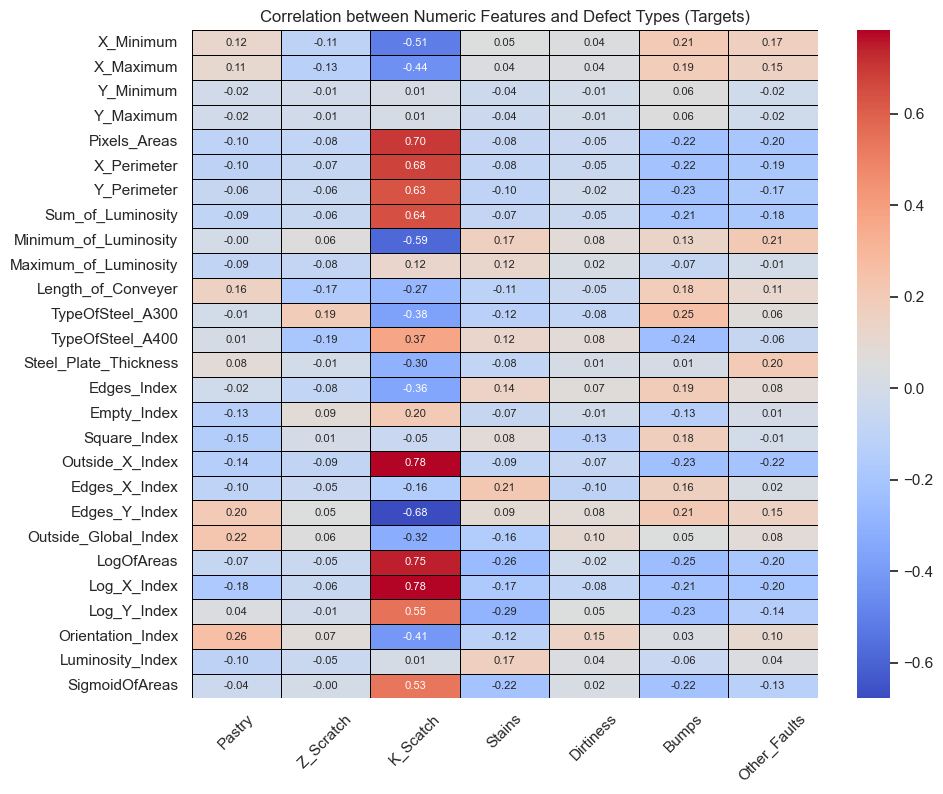 Correlation between Numeric Features and Defect Types (Targets)
X_Minimum 0.12 -0.11 -0.51 0.05 0.04 0.21 0.17
X_Maximum 0.11 -0.13 -0.44 0.04 0.04 0.19 0.15
Y_Minimum -0.02 -0.01 0.01 -0.04 -0.01 0.06 -0.02
Y_Maximum -0.02 -0.01 0.01 -0.04 -0.01 0.06 -0.02
Pixels_Areas -0.10 -0.08 0.70 -0.08 -0.05 -0.22 -0.20
X_Perimeter -0.10 -0.07 0.68 -0.08 -0.05 -0.22 -0.19
Y_Perimeter -0.06 -0.06 0.63 -0.10 -0.02 -0.23 -0.17
Sum_of_Luminosity -0.09 -0.06 0.64 -0.07 -0.05 -0.21 -0.18
Minimum_of_Luminosity -0.00 0.06 -0.59 0.17 0.08 0.13 0.21
Maximum_of_Luminosity -0.09 -0.08 0.12 0.12 0.02 -0.07 -0.01
Length_of_Conveyer 0.16 -0.17 -0.27 -0.11 -0.05 0.18 0.11
TypeOfSteel_A300 -0.01 0.19 -0.38 -0.12 -0.08 0.25 0.06
TypeOfSteel_A400 0.01 -0.19 0.37 0.12 0.08 -0.24 -0.06
Steel_Plate_Thickness 0.08 -0.01 -0.30 -0.08 0.01 0.01 0.20
Edges_Index -0.02 -0.08 -0.36 0.14 0.07 0.19 0.08
Empty_Index -0.13 0.09 0.20 -0.07 -0.01 -0.13 0.01
Square_Index -0.15 0.01 -0.05 0.08 -0.13 0.18 -0.01
Outside_X_Index -0.14 -0.09 0.78 -0.09 -0.07 -0.23 -0.22
Edges_X_Index -0.10 -0.05 -0.16 0.21 -0.10 0.16 0.02
Edges_Y_Index 0.20 0.05 -0.68 0.09 0.08 0.21 0.15
Outside_Global_Index 0.22 0.06 -0.32 -0.16 0.10 0.05 0.08
LogOfAreas -0.07 -0.05 0.75 -0.26 -0.02 -0.25 -0.20
Log_X_Index -0.18 -0.06 0.78 -0.17 -0.08 -0.21 -0.20
Log_Y_Index 0.04 -0.01 0.55 -0.29 0.05 -0.23 -0.14
Orientation_Index 0.26 0.07 -0.41 -0.12 0.15 0.03 0.10
Luminosity_Index -0.10 -0.05 0.01 0.17 0.04 -0.06 0.04
SigmoidOfAreas -0.04 -0.00 0.53 -0.22 0.02 -0.22 -0.13
Pastry Z_Scratch K_Scatch Stains Dirtiness Bumps Other_Faults
0.6
0.4
0.2
0.0
−0.2
−0.4
−0.6